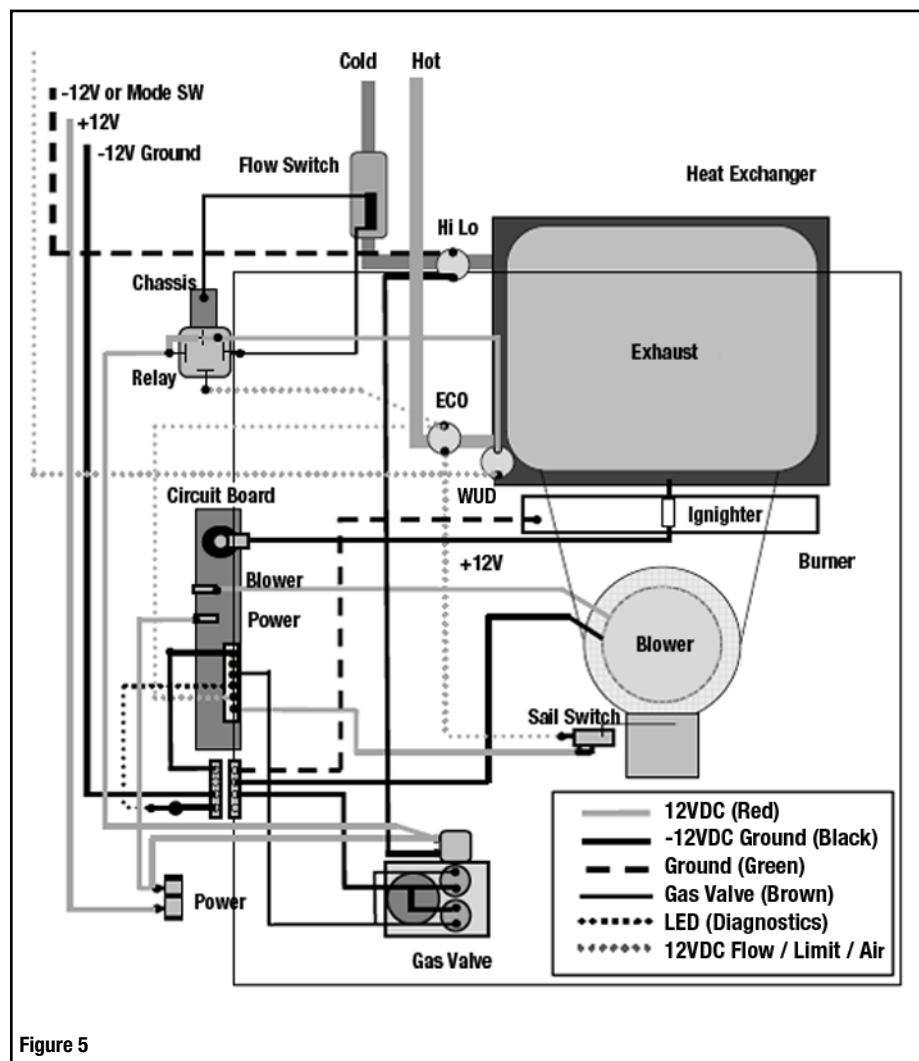 Cold
Hot
-12V or Mode SW
+12V
-12V Ground
Flow Switch
Heat Exchanger
Hi Lo
Chassis
Exhaust
Relay
ECO
WUD
Circuit Board
Ignighter
+12V
Burner
Blower
Power
Blower
Sail Switch
12VDC (Red)
-12VDC Ground (Black)
Ground (Green)
Gas Valve (Brown)
LED (Diagnostics)
12VDC Flow / Limit / Air
Power
Gas Valve
Figure 5